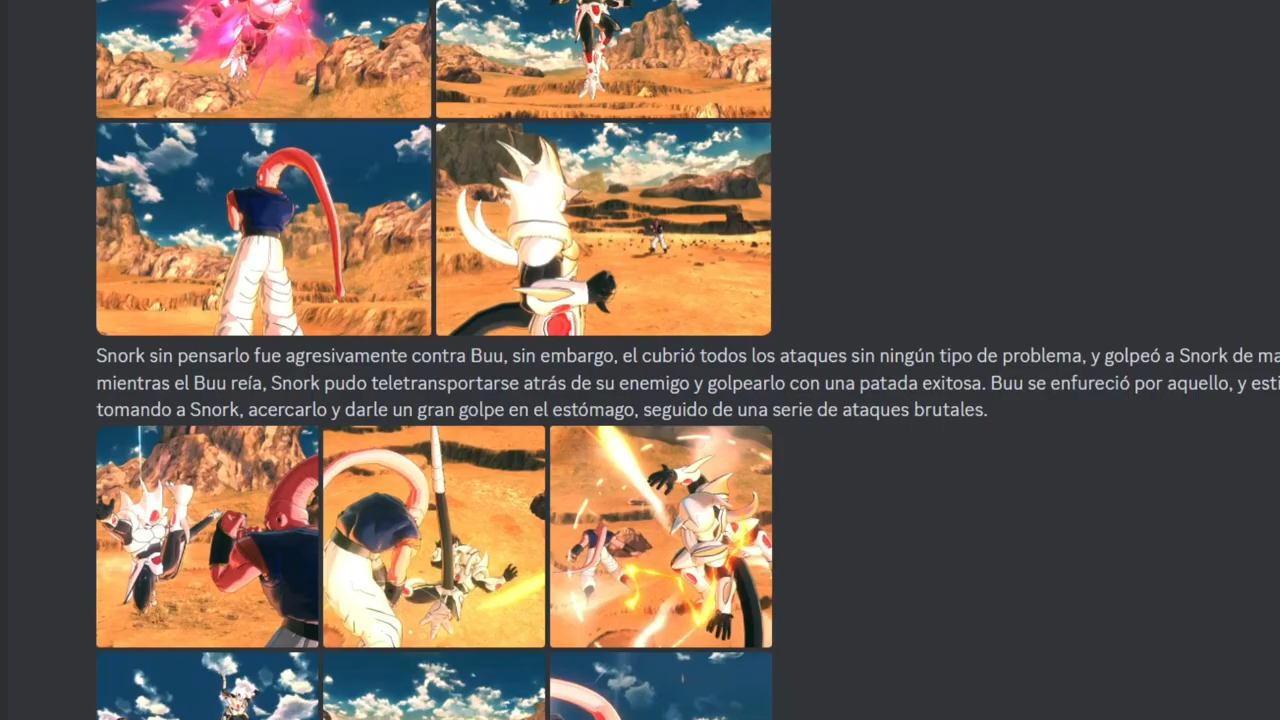 Snork sin pensarlo fue agresivamente contra Buu, sin embargo, el cubrió todos los ataques sin ningún tipo de problema, y golpeó a Snork de
mientras el Buu reía, Snork pudo teletransportarse atrás de su enemigo y golpearlo con una patada exitosa. Buu se enfureció por aquello, y
tomando a Snork, acercarlo y darle un gran golpe en el estómago, seguido de una serie de ataques brutales.